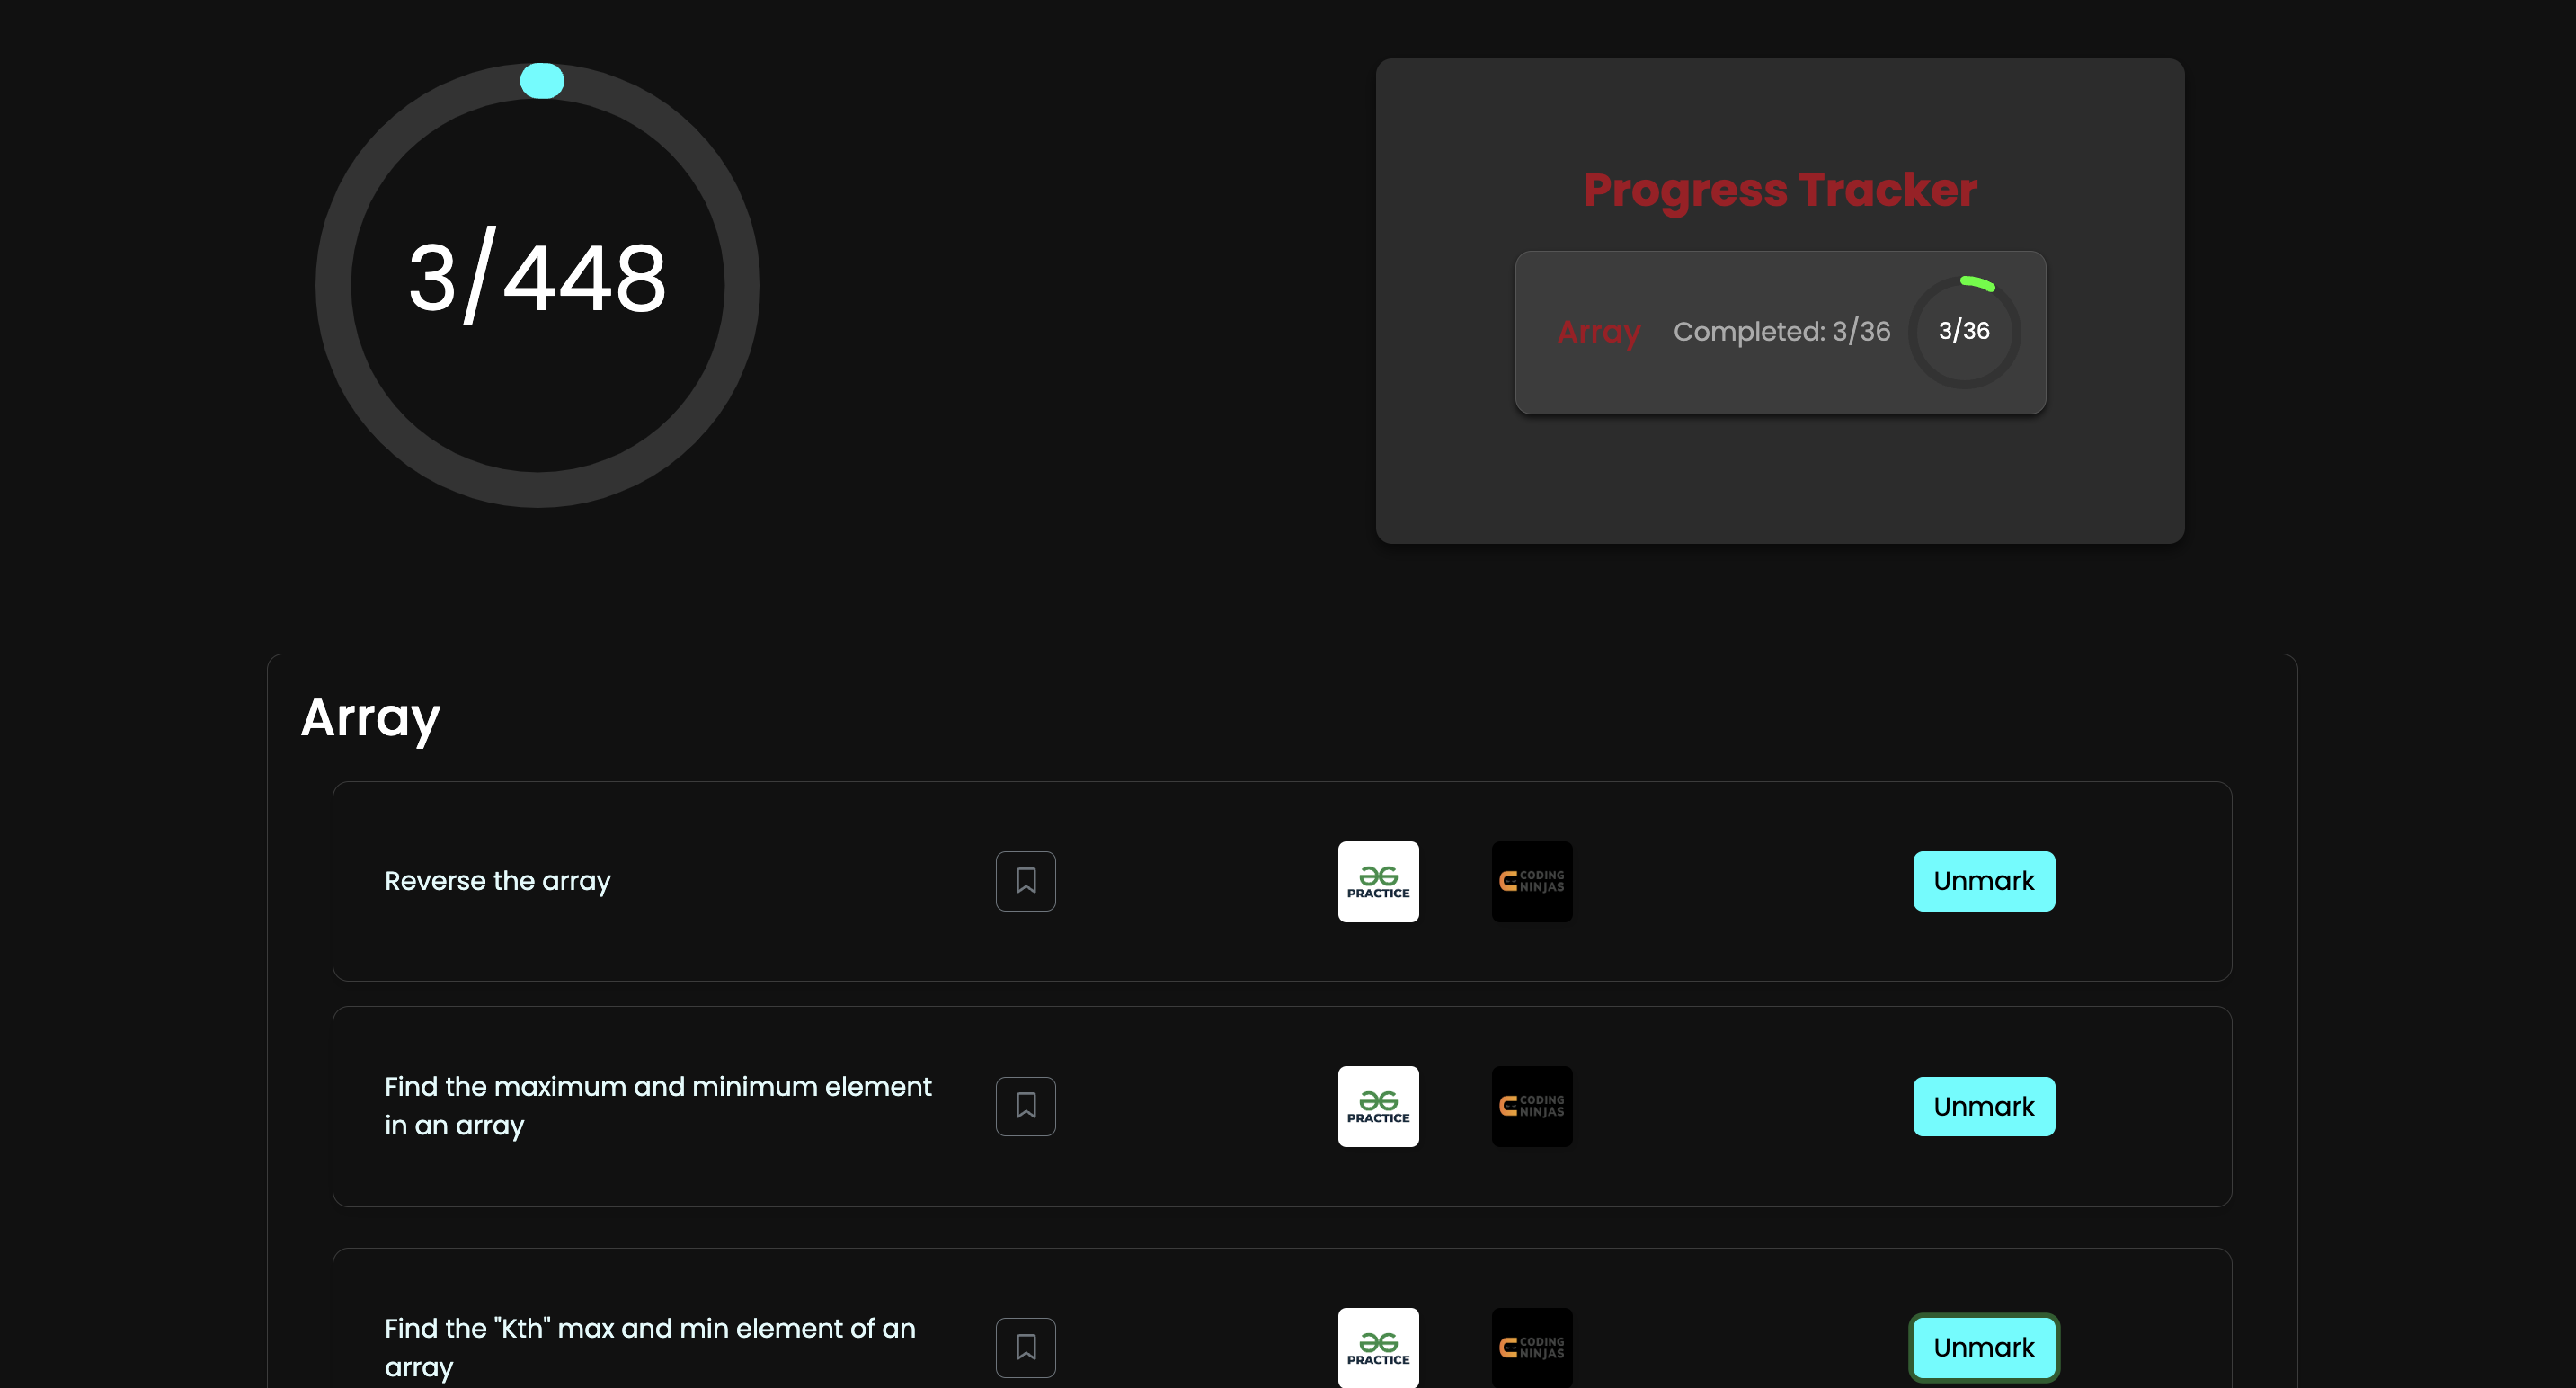 3/448
Progress Tracker
Array Completed: 3/36 3/36
Array
Reverse the array
PRACTICE
CODING
NINJAS
Unmark
Find the maximum and minimum element
in an array
PRACTICE
CODING
NINJAS
Unmark
Find the "Kth" max and min element of an
array
PRACTICE
CODING
NINJAS
Unmark